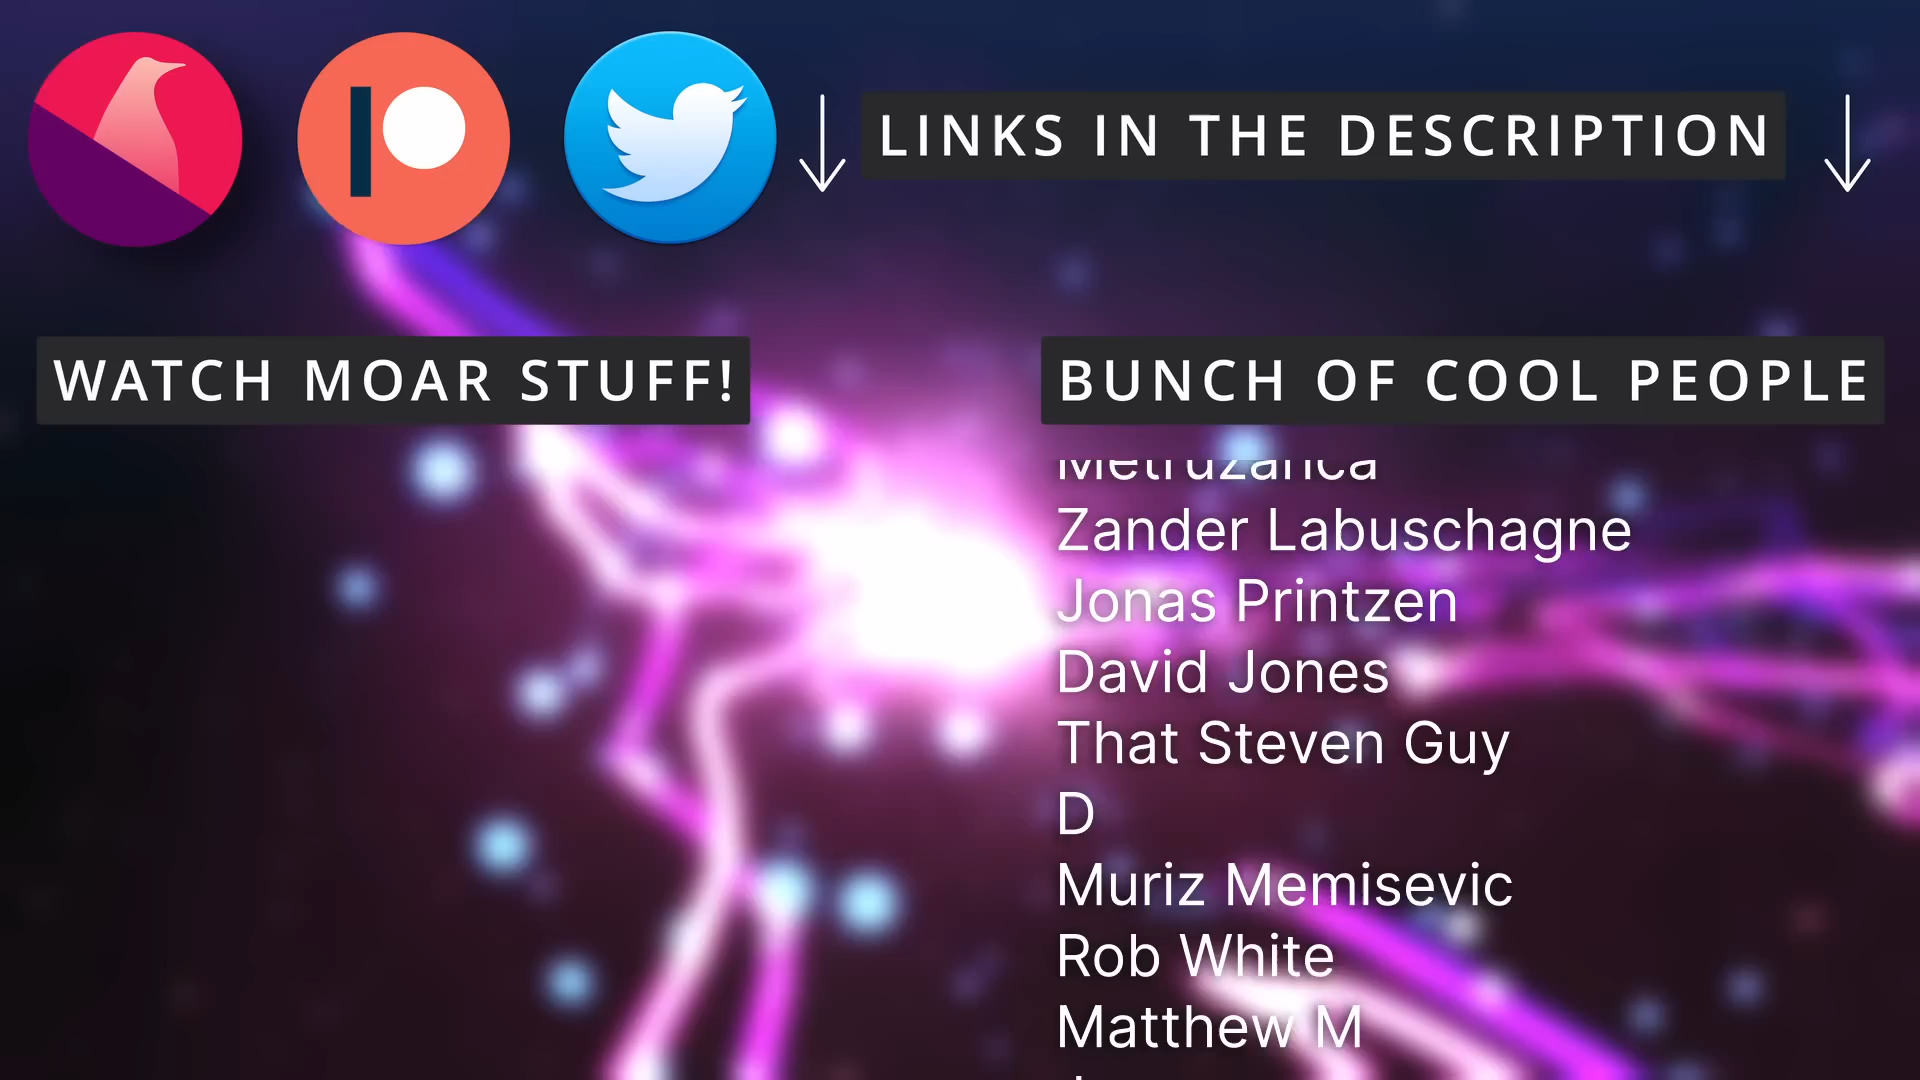 LINKS IN THE DESCRIPTION
WATCH MOAR STUFF!
BUNCH OF COOL PEOPLE
Zander Labuschagne
Jonas Printzen
David Jones
That Steven Guy
D
Muriz Memisevic
Rob White
Matthew M